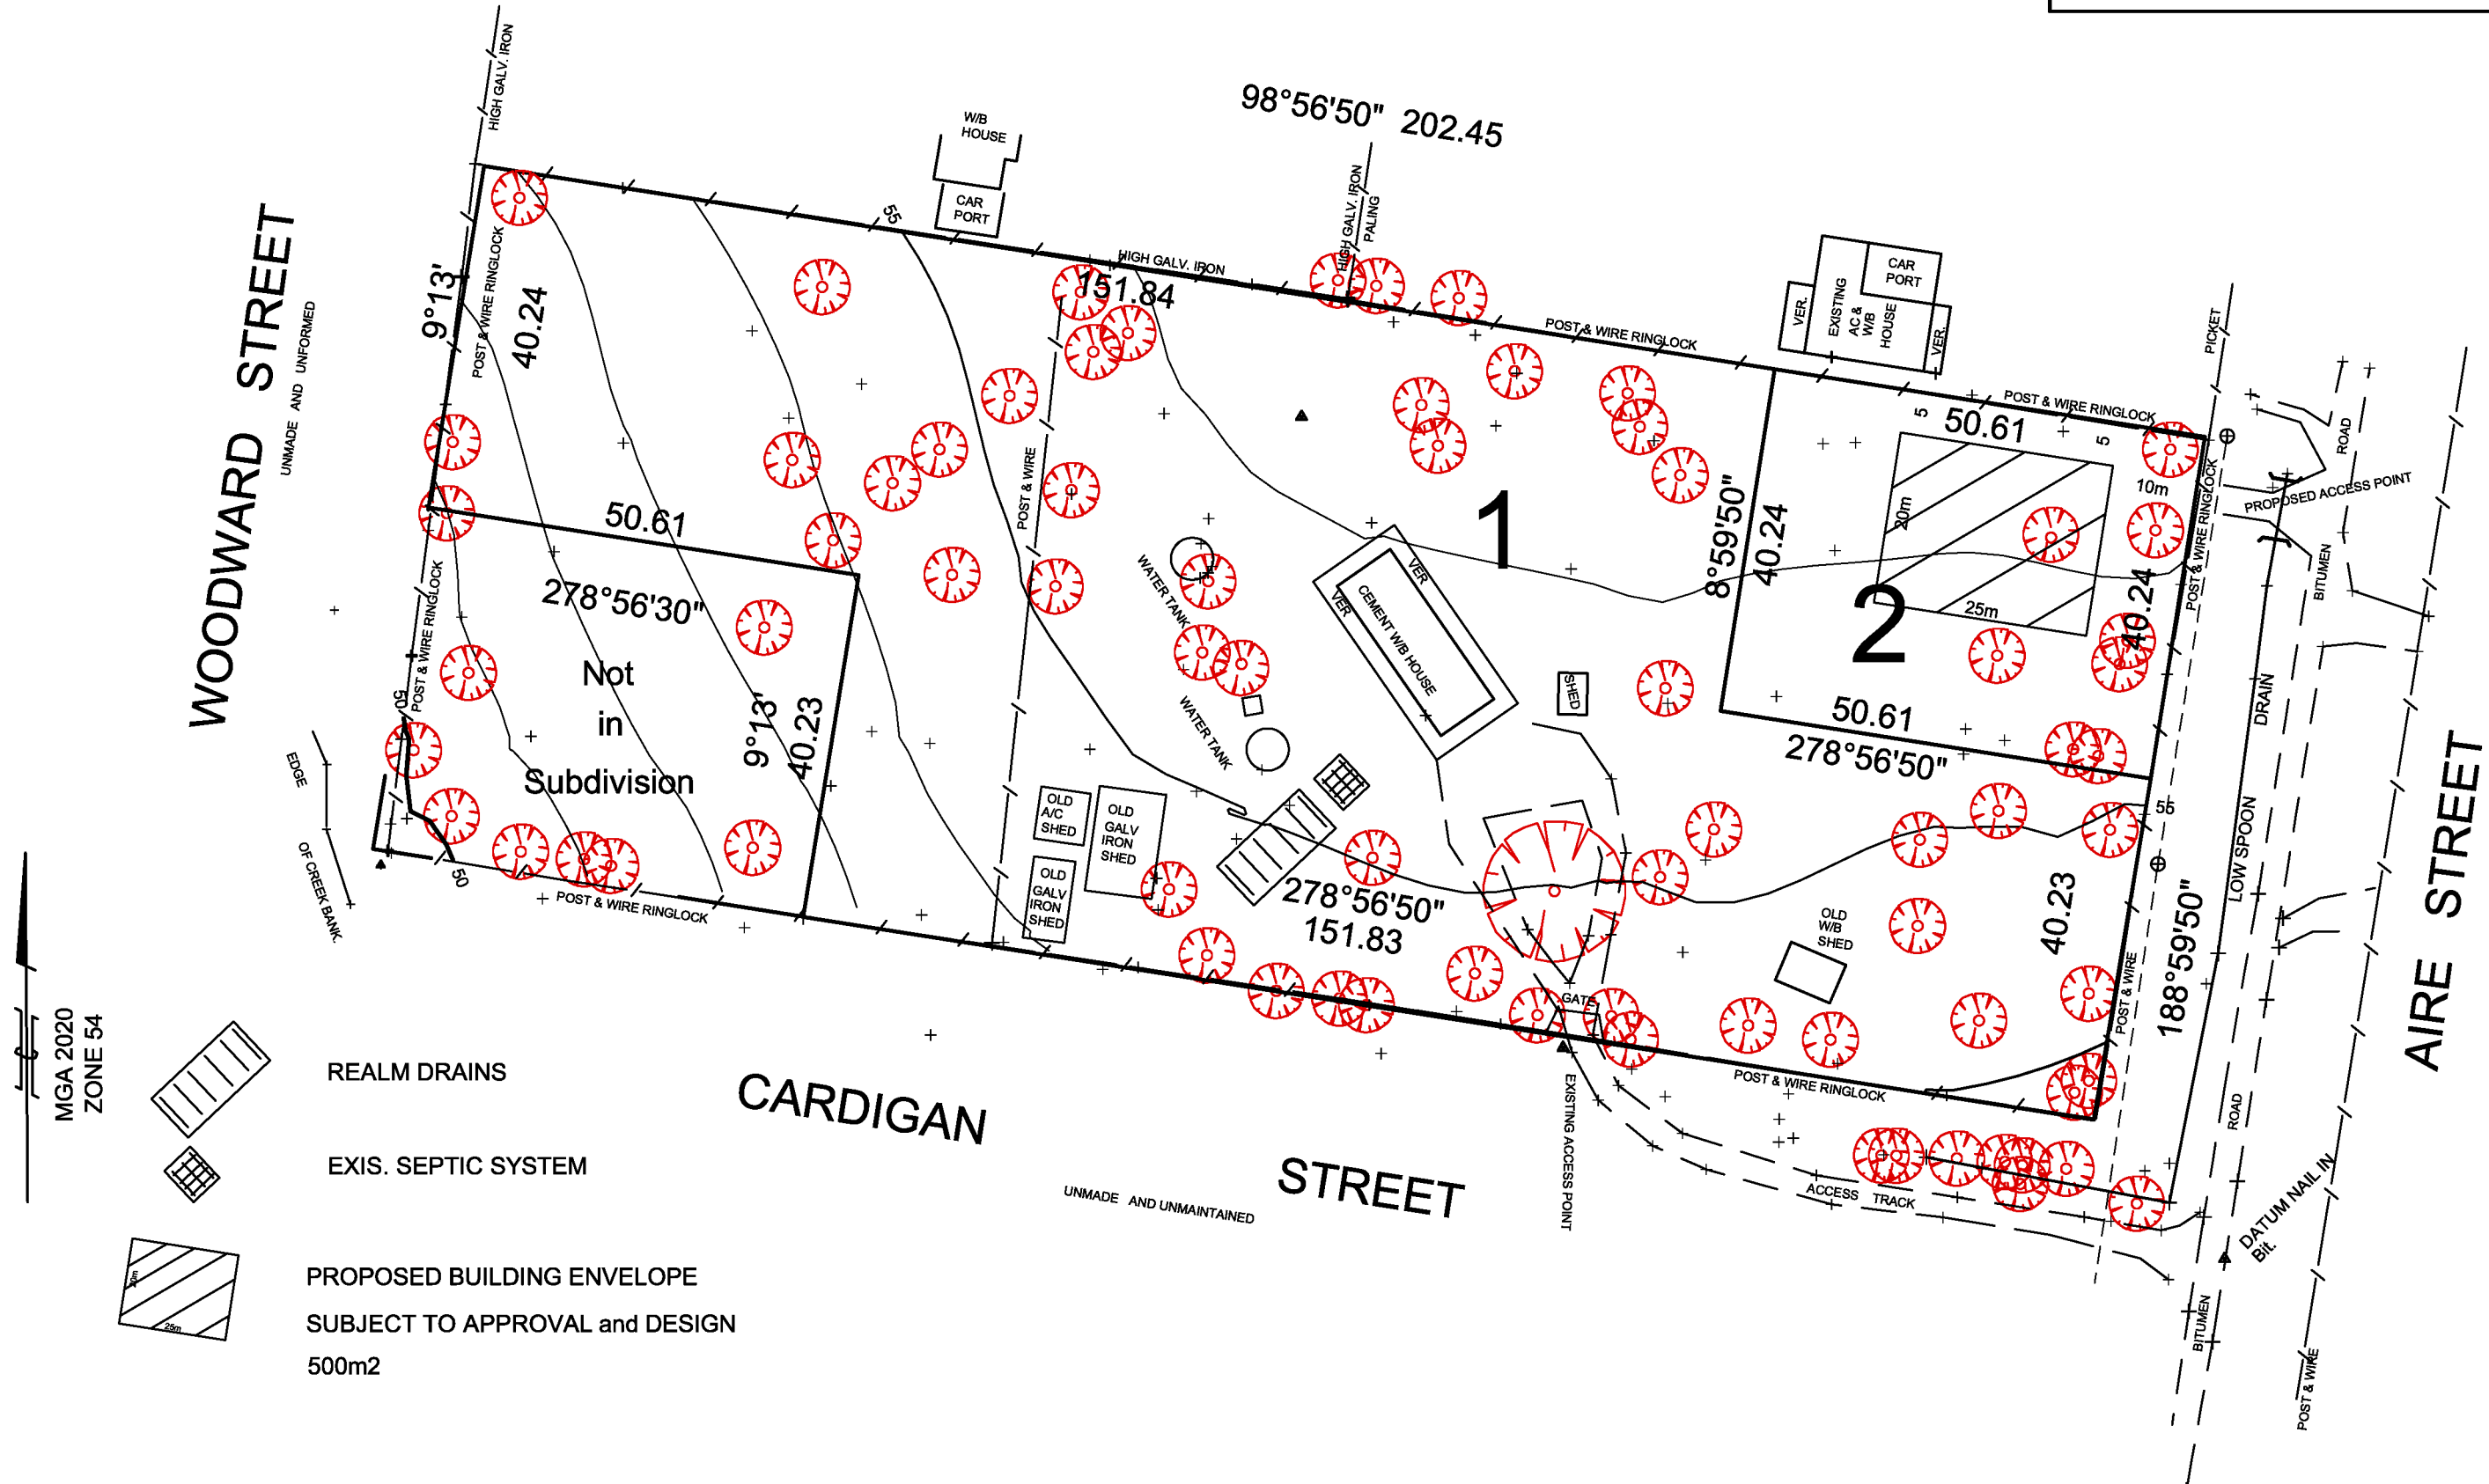 98°56'50" 202.45
HIGH GALV. IRON
W/B
HOUSE
CAR
PORT
HIGH GALV. IRON
PALING
55
HIGH GALV. IRON
151.84
POST & WIRE RINGLOCK
VER.
EXISTING
AC &
W/B
HOUSE
CAR
PORT
VER.
PICKET
POST & WIRE RINGLOCK
WOODWARD STREET
UNMADE AND UNFORMED
9°13'
POST & WIRE RINGLOCK
40.24
50.61
278°56'30"
POST & WIRE RINGLOCK
Not
in
Subdivision
9°13'
40.23
50
50
EDGE
OF CREEK BANK.
POST & WIRE RINGLOCK
POST & WIRE
WATER TANK
WATER TANK
VER
VER
CEMENT W/B HOUSE
SHED
1
8°59'50"
40.24
5
50.61
5
20m
25m
10m
2
40.24
POST & WIRE RINGLOCK
50.61
278°56'50"
PROPOSED ACCESS POINT
ROAD
BITUMEN
LOW SPOON DRAIN
55
OLD
A/C
SHED
OLD
GALV
IRON
SHED
OLD
GALV
IRON
SHED
278°56'50"
151.83
GATE
OLD
W/B
SHED
40.23
POST & WIRE
188°59'50"
AIRE STREET
POST & WIRE RINGLOCK
EXISTING ACCESS POINT
ACCESS TRACK
ROAD
BITUMEN
DATUM NAIL IN
Bit.
POST & WIRE
CARDIGAN STREET
UNMADE AND UNMAINTAINED
MGA 2020
ZONE 54
REALM DRAINS
EXIS. SEPTIC SYSTEM
20m
25m
PROPOSED BUILDING ENVELOPE
SUBJECT TO APPROVAL and DESIGN
500m2